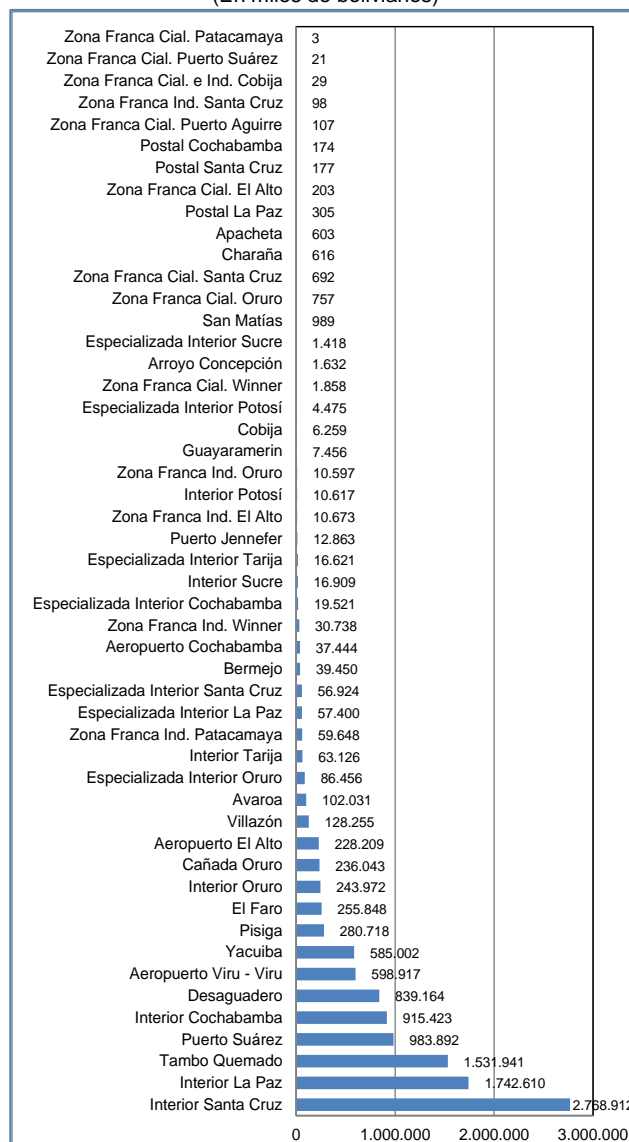 (En miles de bolivianos)
Zona Franca Cial. Patacamaya 3
Zona Franca Cial. Puerto Suárez 21
Zona Franca Cial. e Ind. Cobija 29
Zona Franca Ind. Santa Cruz 98
Zona Franca Cial. Puerto Aguirre 107
Postal Cochabamba 174
Postal Santa Cruz 177
Zona Franca Cial. El Alto 203
Postal La Paz 305
Apacheta 603
Charaña 616
Zona Franca Cial. Santa Cruz 692
Zona Franca Cial. Oruro 757
San Matías 989
Especializada Interior Sucre 1.418
Arroyo Concepción 1.632
Zona Franca Cial. Winner 1.858
Especializada Interior Potosí 4.475
Cobija 6.259
Guayaramerin 7.456
Zona Franca Ind. Oruro 10.597
Interior Potosí 10.617
Zona Franca Ind. El Alto 10.673
Puerto Jennefer 12.863
Especializada Interior Tarija 16.621
Interior Sucre 16.909
Especializada Interior Cochabamba 19.521
Zona Franca Ind. Winner 30.738
Aeropuerto Cochabamba 37.444
Bermejo 39.450
Especializada Interior Santa Cruz 56.924
Especializada Interior La Paz 57.400
Zona Franca Ind. Patacamaya 59.648
Interior Tarija 63.126
Especializada Interior Oruro 86.456
Avaroa 102.031
Villazón 128.255
Aeropuerto El Alto 228.209
Cañada Oruro 236.043
Interior Oruro 243.972
El Faro 255.848
Pisiga 280.718
Yacuiba 585.002
Aeropuerto Viru - Viru 598.917
Desaguadero 839.164
Interior Cochabamba 915.423
Puerto Suárez 983.892
Tambo Quemado 1.531.941
Interior La Paz 1.742.610
Interior Santa Cruz 2.768.912
0 1.000.000 2.000.000 3.000.000